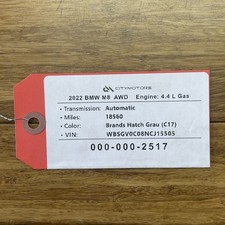 CITYMOTORS
2022 BMW M8 AWD Engine: 4.4 L Gas
• Transmission: Automatic
• Miles: 18560
• Color: Brands Hatch Grau (C17)
• VIN: WBSGV0C08NCJ15505
000-000-2517